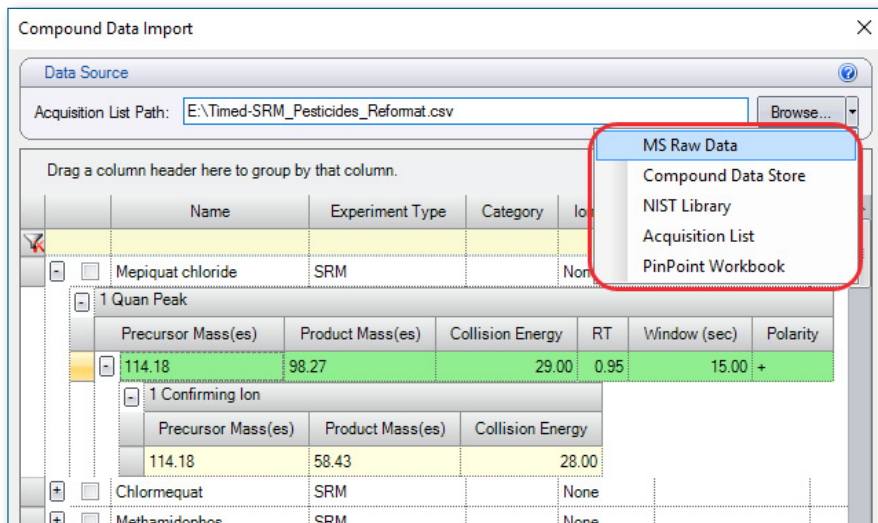 Compound Data Import
Data Source
Acquisition List Path: E:\Timed-SRM_Pesticides_Reformat.csv Browse...
MS Raw Data
Compound Data Store
NIST Library
Acquisition List
PinPoint Workbook
Drag a column header here to group by that column.
Name Experiment Type Category
Mepiquat chloride SRM
1 Quan Peak
Precursor Mass(es) Product Mass(es) Collision Energy RT Window (sec) Polarity
114.18 98.27 29.00 0.95 15.00 +
1 Confirming Ion
Precursor Mass(es) Product Mass(es) Collision Energy
114.18 58.43 28.00
Chlormequat SRM None
Methamidophos SRM None